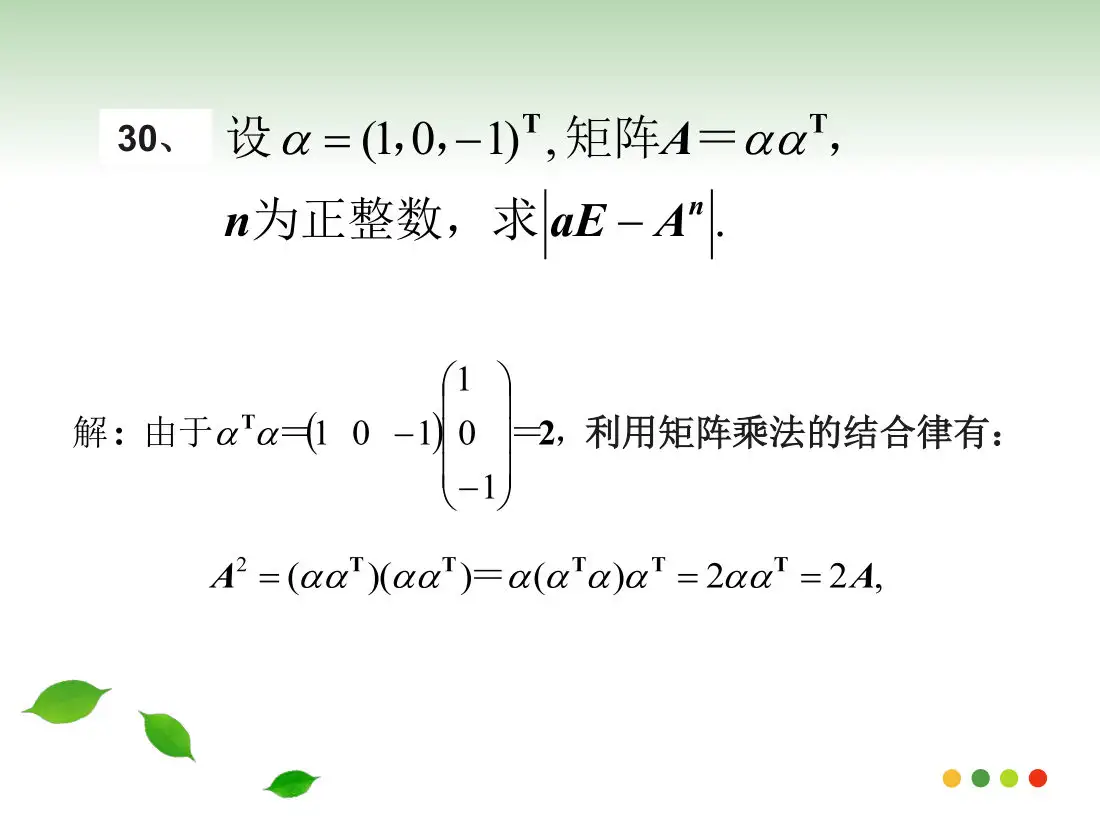 30、 设 α = (1, 0, −1)ᵀ, 矩阵A＝ααᵀ，
n为正整数，求|aE − Aⁿ|.
解：由于αᵀα＝(1 0 −1)(1 0 −1)＝2，利用矩阵乘法的结合律有：
A² = (ααᵀ)(ααᵀ)＝α(αᵀα)αᵀ = 2ααᵀ = 2A,